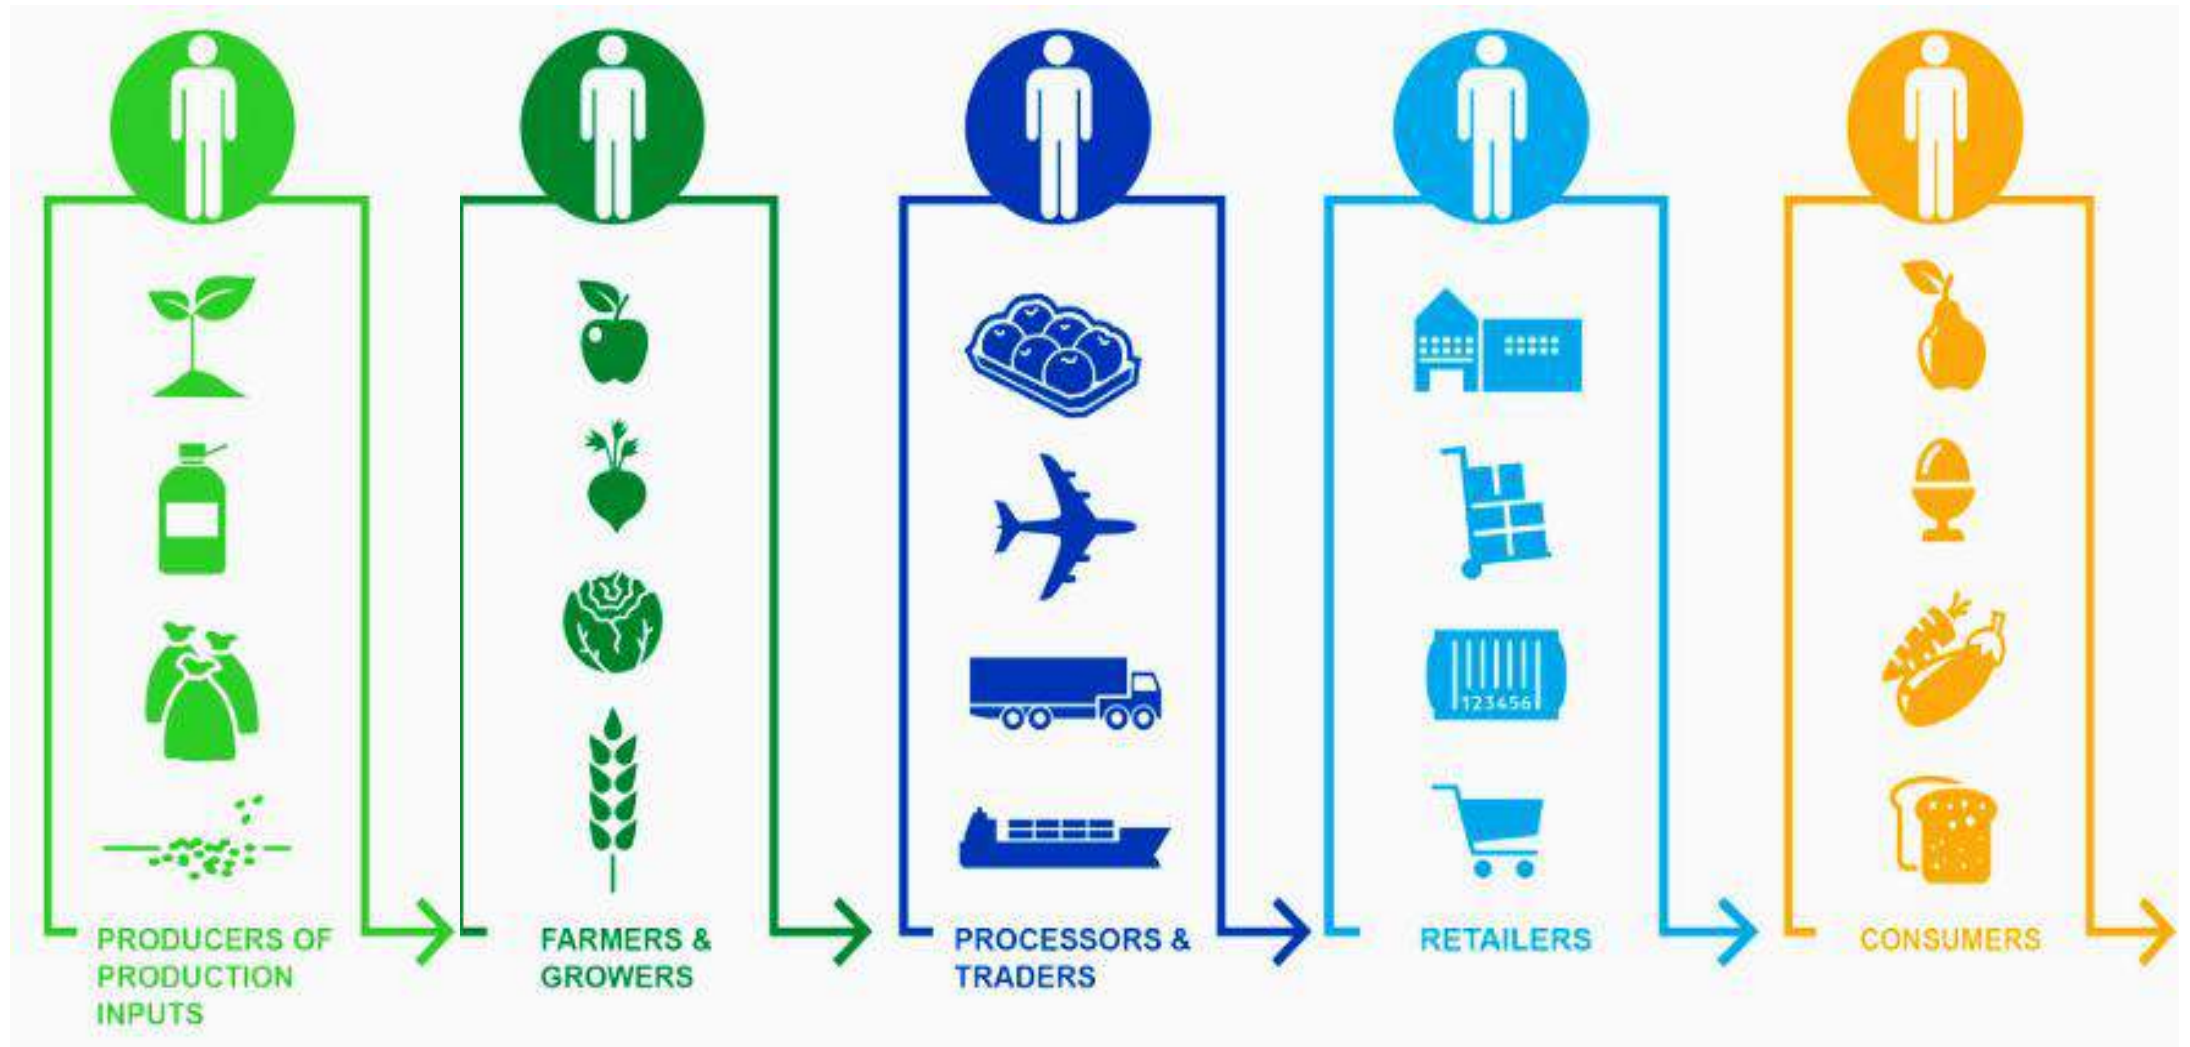 123456
PRODUCERS OF
PRODUCTION
INPUTS
FARMERS &
GROWERS
PROCESSORS &
TRADERS
RETAILERS
CONSUMERS